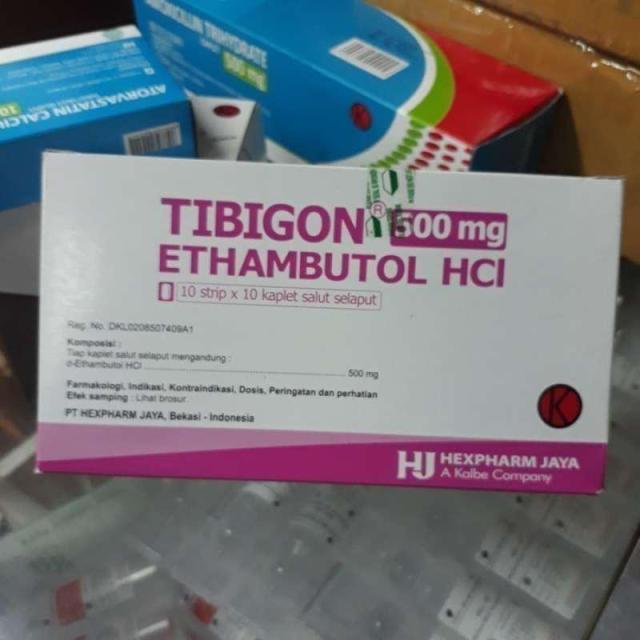 ATORVASTATIN CALCI
TRIHYDRATE
500 mg
TIBIGON® 500 mg
ETHAMBUTOL HCl
10 strip x 10 kaplet salut selaput
Reg. No. DKL0208507409A1
Komposisi :
Tiap kaplet salut selaput mengandung :
d-Ethambutol HCl ........................................................ 500 mg
Farmakologi, Indikasi, Kontraindikasi, Dosis, Peringatan dan perhatian
Efek samping : Lihat brosur
PT HEXPHARM JAYA, Bekasi - Indonesia
K
HJ HEXPHARM JAYA
A Kalbe Company